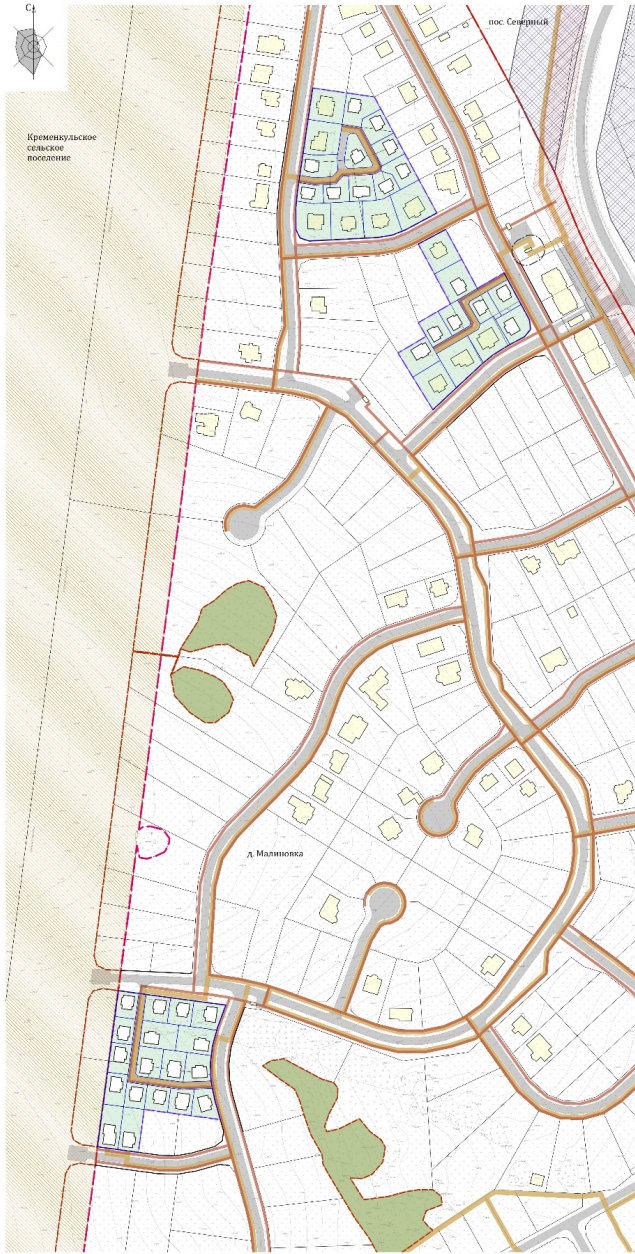 С
пос. Северный
Кременкульское
сельское
поселение
д. Малиновка